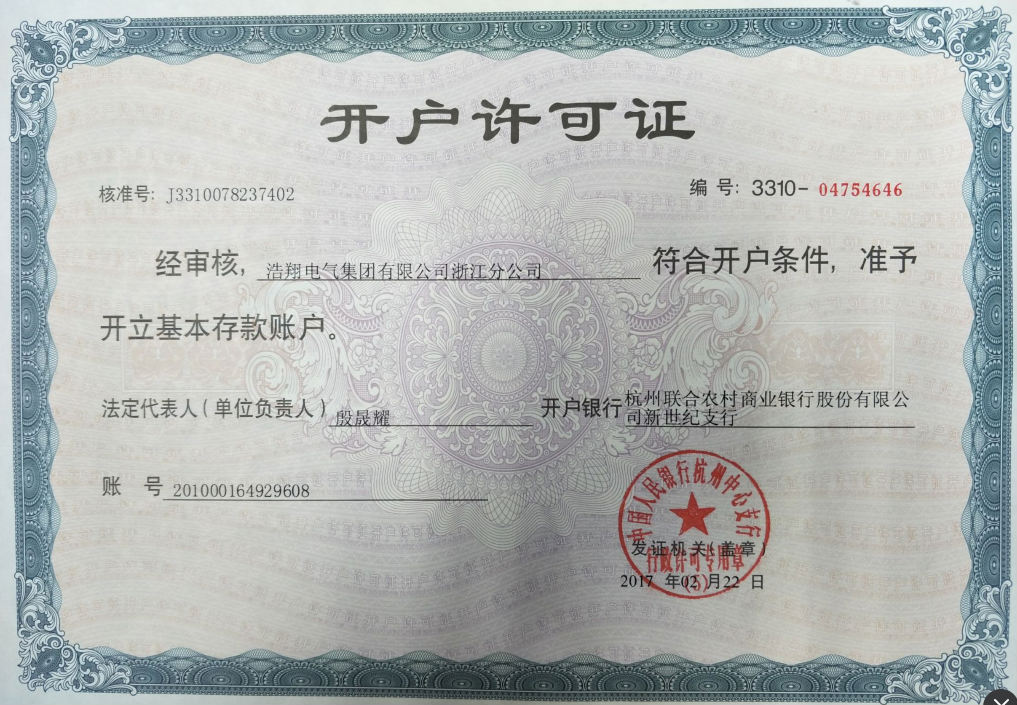 开户许可证
核准号: J3310078237402
编 号: 3310- 04754646
经审核, 浩翔电气集团有限公司浙江分公司 符合开户条件, 准予
开立基本存款账户。
法定代表人(单位负责人) 殷晟耀 开户银行 杭州联合农村商业银行股份有限公
司新世纪支行
账 号 201000164929608
中国人民银行杭州中心支行
发证机关(盖章)
行政许可专用章
2017 年02 月22 日
(5)